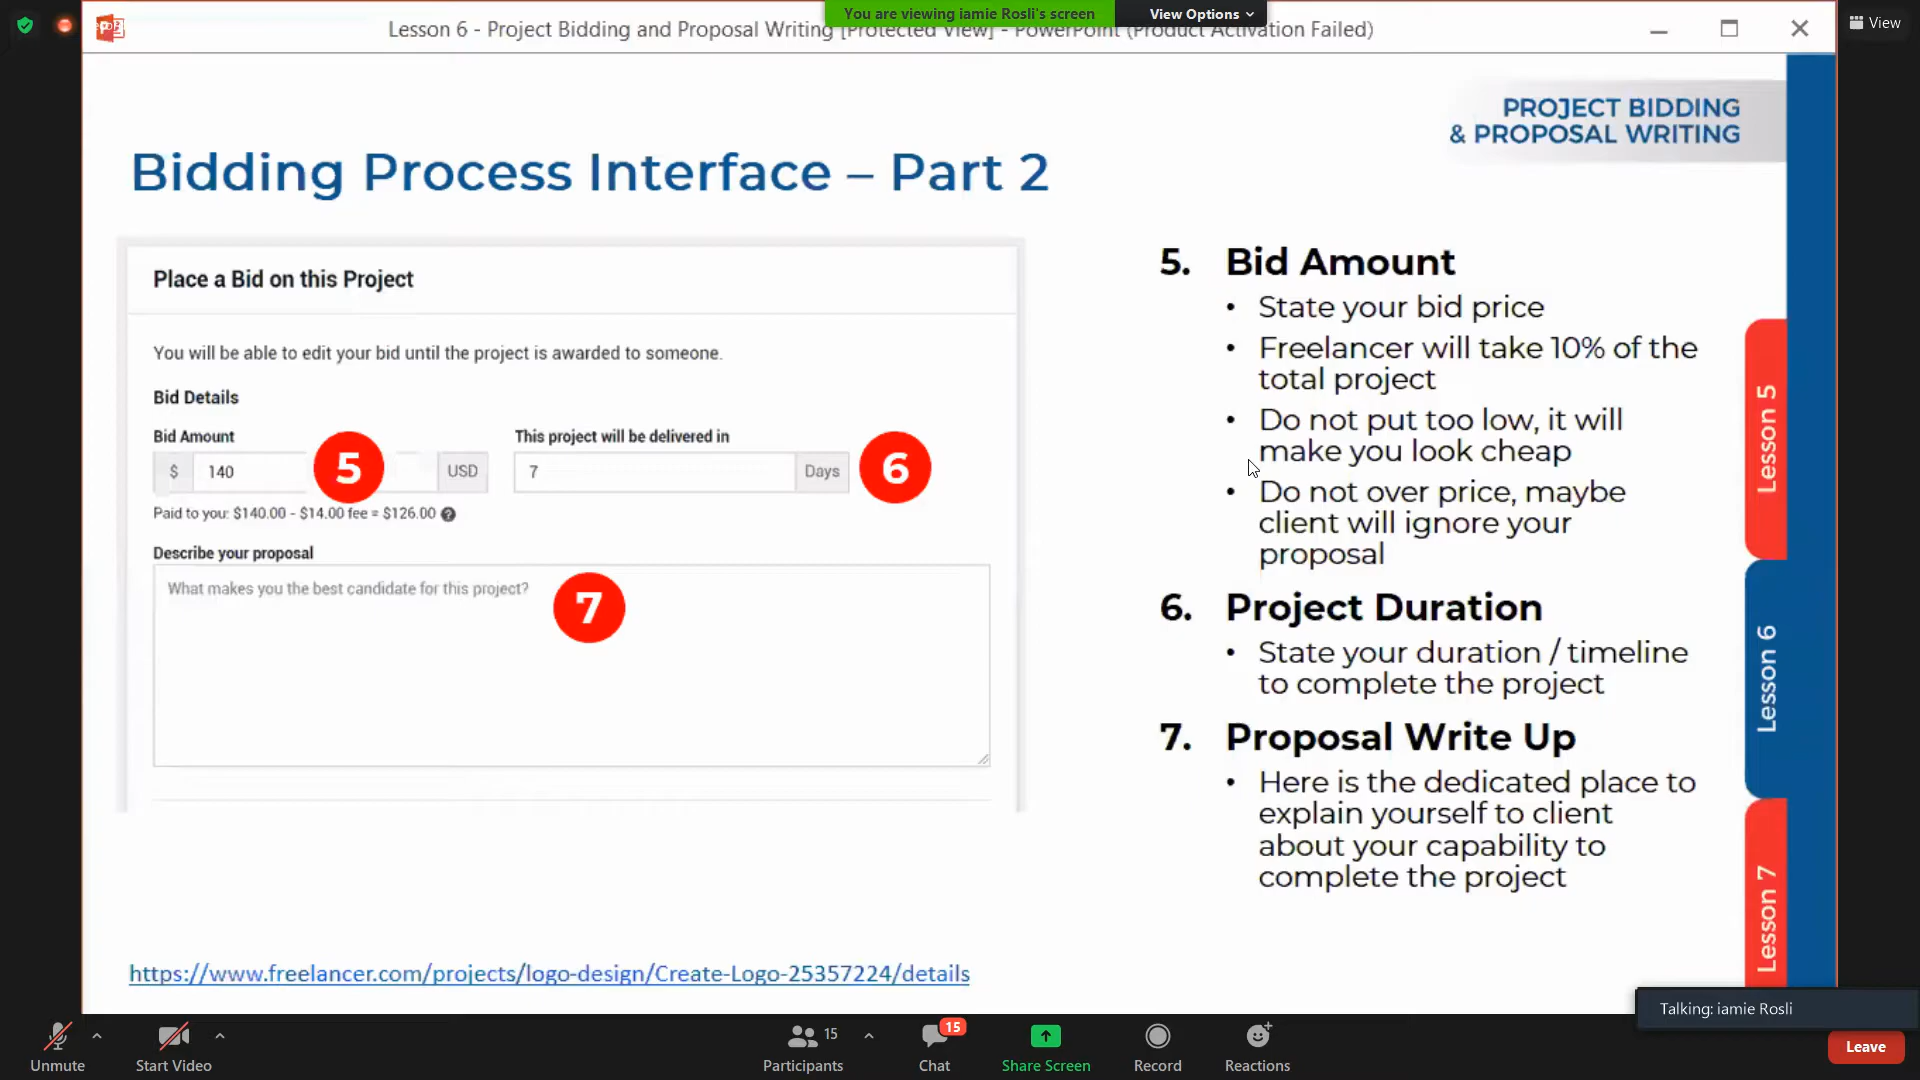 You are viewing iamie Rosli's screen
View Options
View
Lesson 6 - Project Bidding and Proposal Writing [Protected View] - PowerPoint (Product Activation Failed)
PROJECT BIDDING
& PROPOSAL WRITING
Bidding Process Interface – Part 2
Place a Bid on this Project
You will be able to edit your bid until the project is awarded to someone.
Bid Details
Bid Amount
This project will be delivered in
$ 140 5 USD
7 Days 6
Paid to you: $140.00 - $14.00 fee = $126.00 ?
Describe your proposal
What makes you the best candidate for this project?
7
https://www.freelancer.com/projects/logo-design/Create-Logo-25357224/details
5. Bid Amount
• State your bid price
• Freelancer will take 10% of the
total project
• Do not put too low, it will
make you look cheap
• Do not over price, maybe
client will ignore your
proposal
6. Project Duration
• State your duration / timeline
to complete the project
7. Proposal Write Up
• Here is the dedicated place to
explain yourself to client
about your capability to
complete the project
Lesson 5
Lesson 6
Lesson 7
Talking: iamie Rosli
Unmute
Start Video
15
Participants
15
Chat
Share Screen
Record
Reactions
Leave